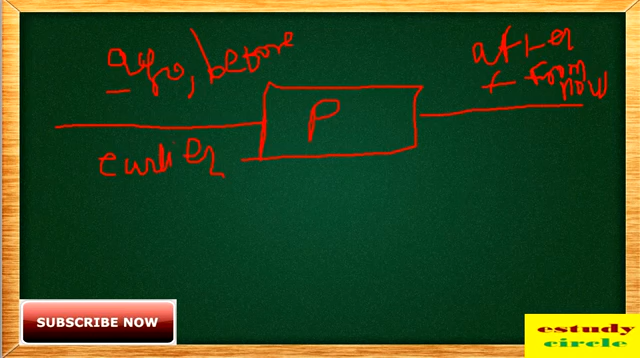 ago, before
after
from
now
P
earlier
SUBSCRIBE NOW
estudy
circle